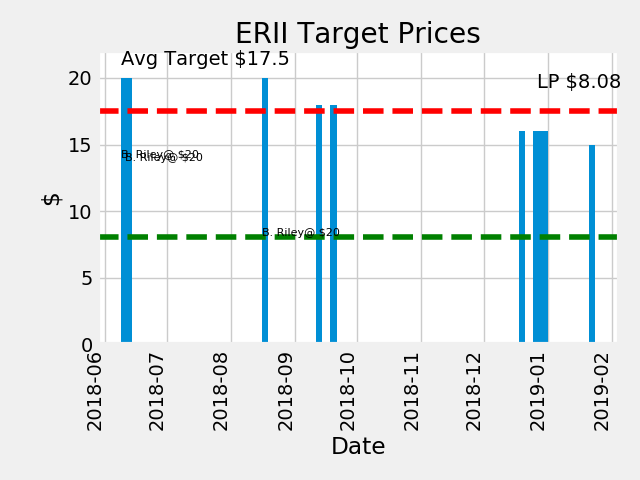 ERII Target Prices
Avg Target $17.5
LP $8.08
20
15
10
5
0
$
B. Riley@ $20
B. Riley@ $20
B. Riley@ $20
2018-06
2018-07
2018-08
2018-09
2018-10
2018-11
2018-12
2019-01
2019-02
Date